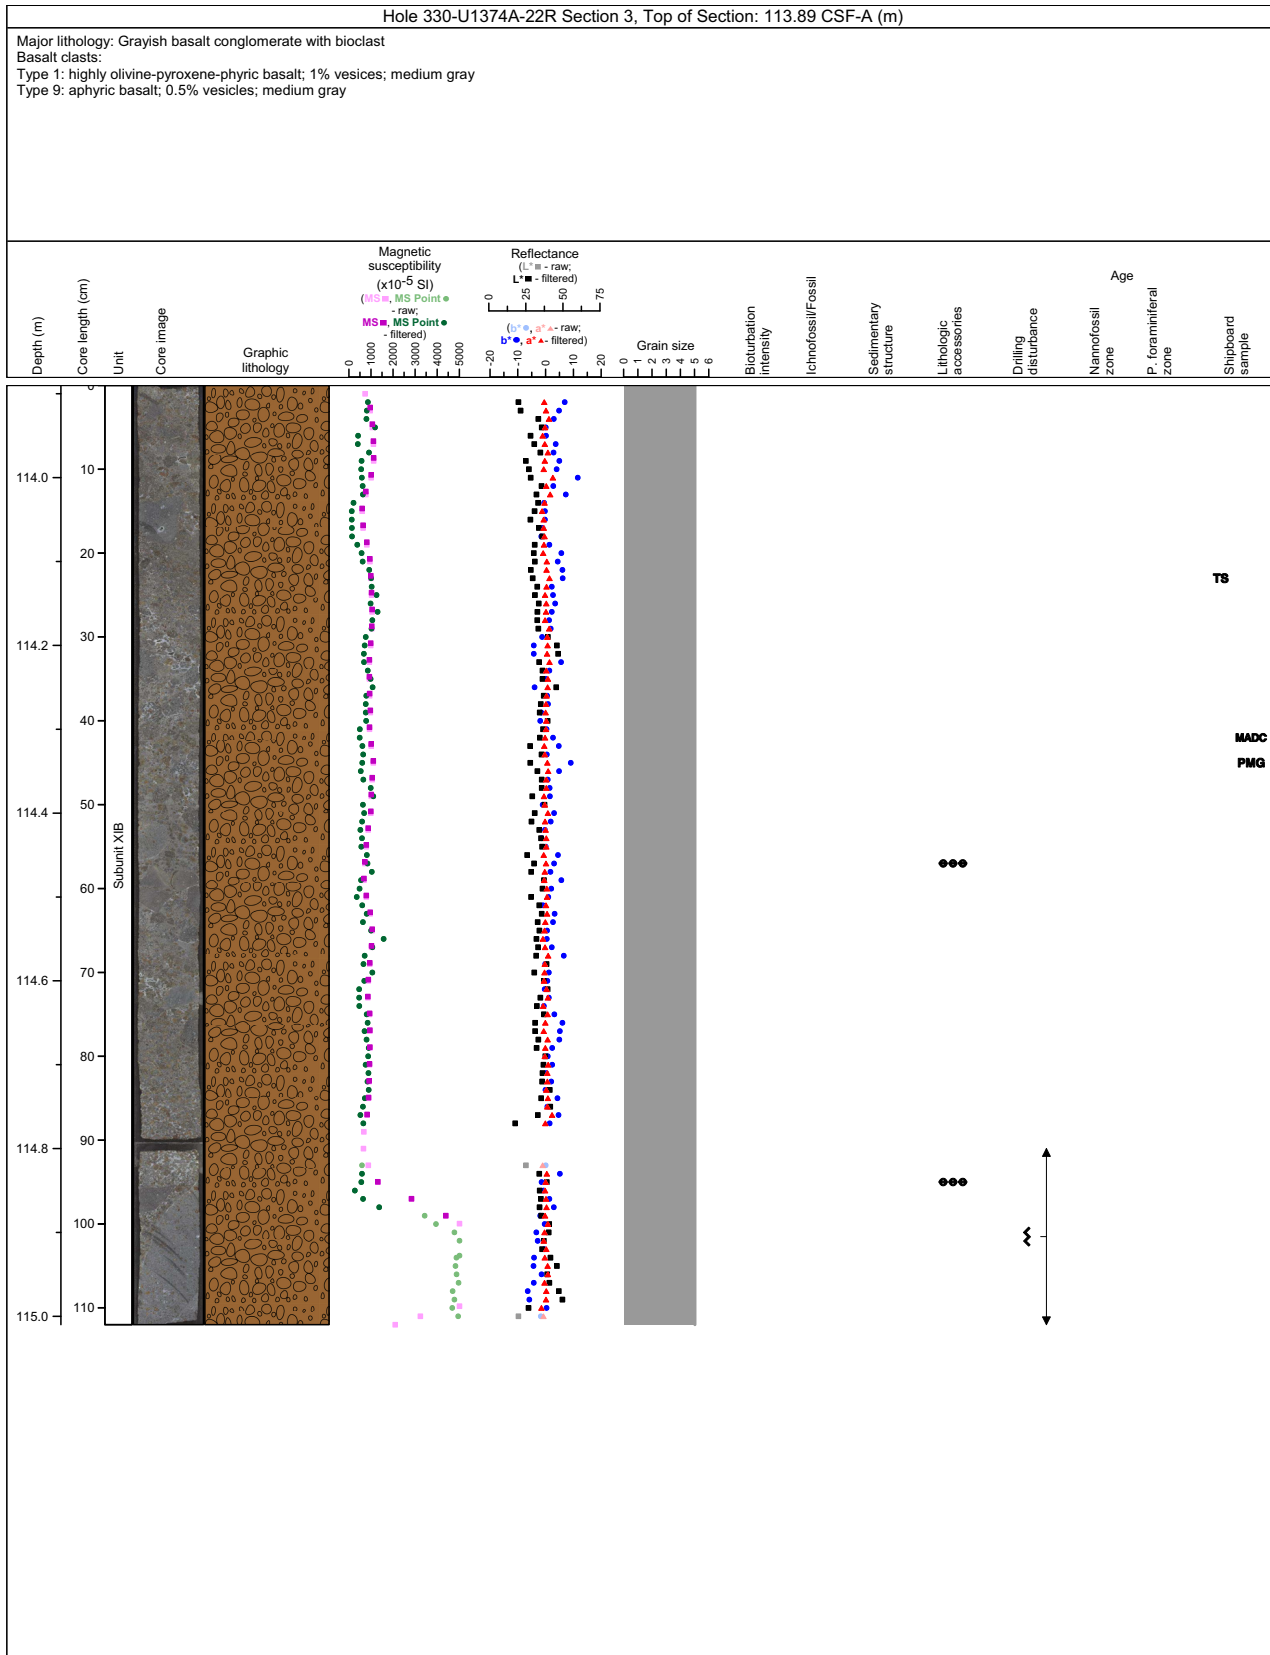 Hole 330-U1374A-22R Section 3, Top of Section: 113.89 CSF-A (m)
Major lithology: Grayish basalt conglomerate with bioclast
Basalt clasts:
Type 1: highly olivine-pyroxene-phyric basalt; 1% vesices; medium gray
Type 9: aphyric basalt; 0.5% vesicles; medium gray
Depth (m)
Core length (cm)
Unit
Core image
Graphic
lithology
Magnetic
susceptibility
(x10-5 SI)
(MS■, MS Point●
- raw;
MS■, MS Point●
- filtered)
0 1000 2000 3000 4000 5000
Reflectance
(L*■ - raw;
L*■ - filtered)
0 25 50 75
(b*●, a*▲- raw;
b*●, a*▲- filtered)
-20 -10 0 10 20
Grain size
0 1 2 3 4 5 6
Bioturbation
intensity
Ichnofossil/Fossil
Sedimentary
structure
Lithologic
accessories
Drilling
disturbance
Age
Nannofossil
zone
P. foraminiferal
zone
Shipboard
sample
0
10
114.0
20
TS
30
114.2
40
MADC
PMG
50
114.4
60
Subunit XIB
70
114.6
80
90
114.8
100
110
115.0